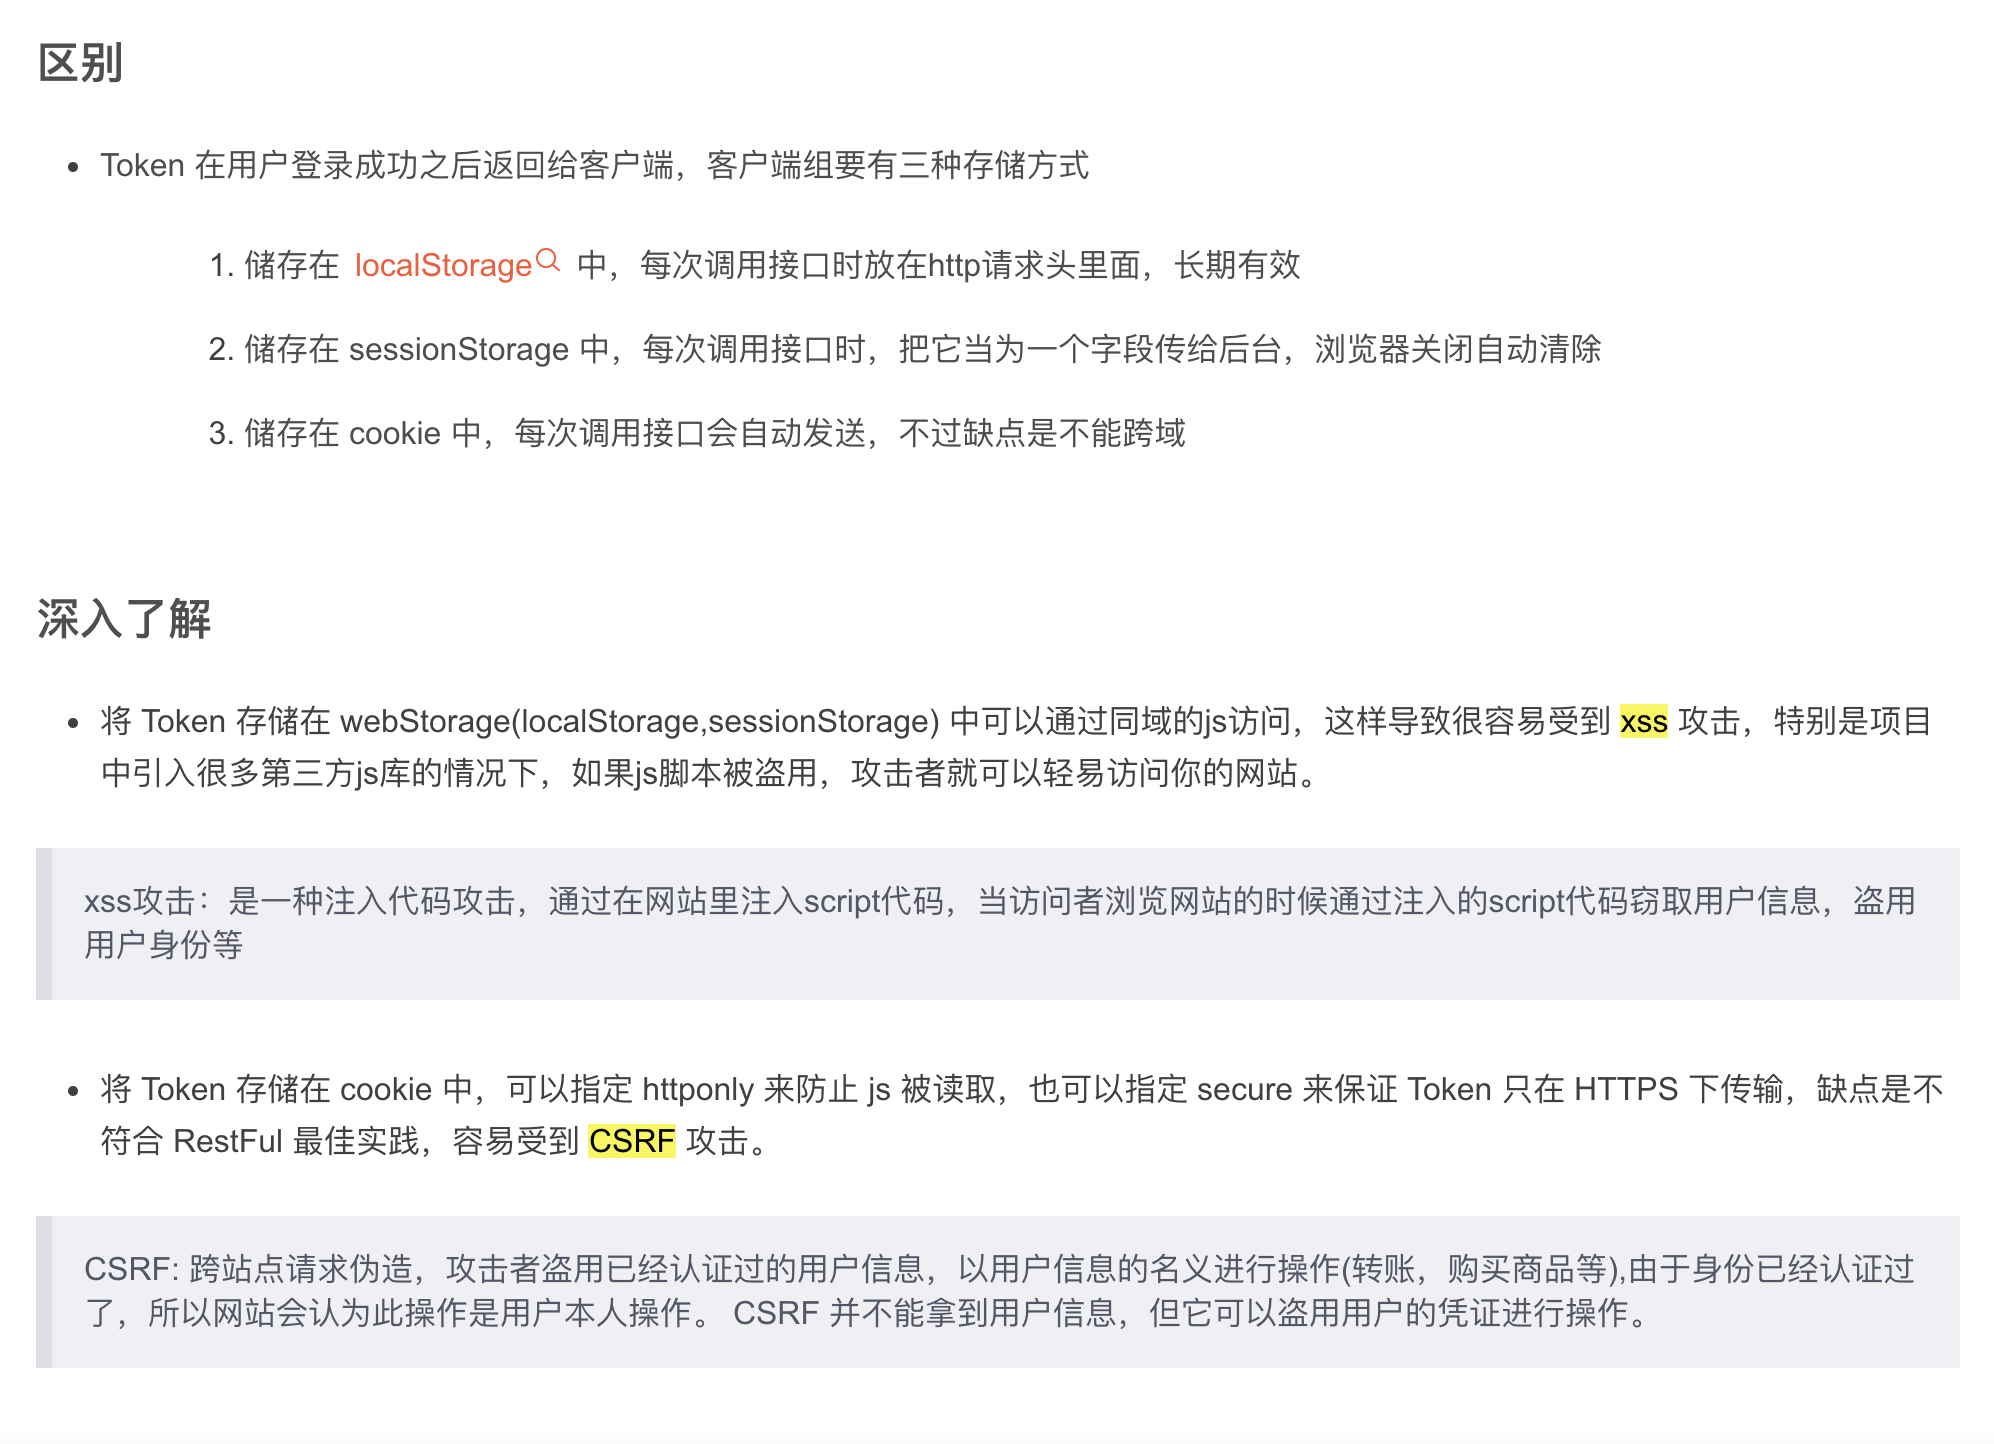 区别
• Token 在用户登录成功之后返回给客户端，客户端组要有三种存储方式
1. 储存在 localStorage 中，每次调用接口时放在http请求头里面，长期有效
2. 储存在 sessionStorage 中，每次调用接口时，把它当为一个字段传给后台，浏览器关闭自动清除
3. 储存在 cookie 中，每次调用接口会自动发送，不过缺点是不能跨域
深入了解
• 将 Token 存储在 webStorage(localStorage,sessionStorage) 中可以通过同域的js访问，这样导致很容易受到 xss 攻击，特别是项目
中引入很多第三方js库的情况下，如果js脚本被盗用，攻击者就可以轻易访问你的网站。
xss攻击：是一种注入代码攻击，通过在网站里注入script代码，当访问者浏览网站的时候通过注入的script代码窃取用户信息，盗用
用户身份等
• 将 Token 存储在 cookie 中，可以指定 httponly 来防止 js 被读取，也可以指定 secure 来保证 Token 只在 HTTPS 下传输，缺点是不
符合 RestFul 最佳实践，容易受到 CSRF 攻击。
CSRF: 跨站点请求伪造，攻击者盗用已经认证过的用户信息，以用户信息的名义进行操作(转账，购买商品等),由于身份已经认证过
了，所以网站会认为此操作是用户本人操作。 CSRF 并不能拿到用户信息，但它可以盗用用户的凭证进行操作。